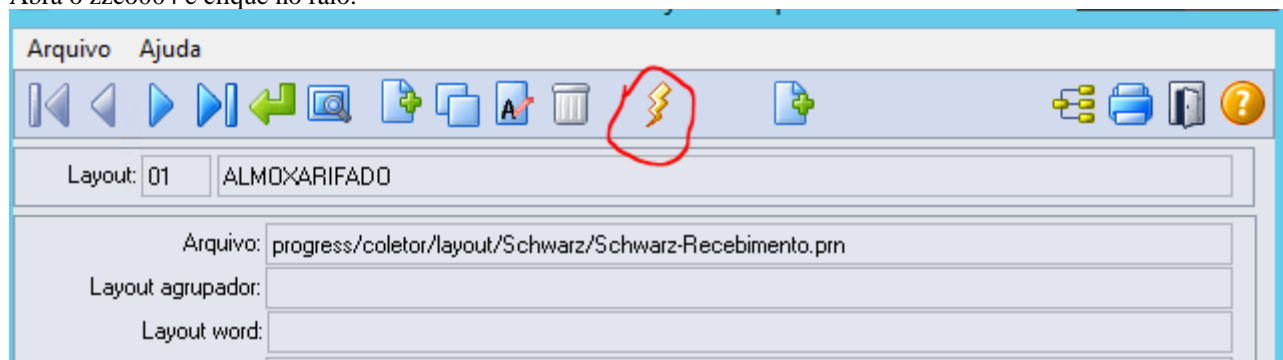 Arquivo Ajuda
Layout: 01 ALMOXARIFADO
Arquivo: progress/coletor/layout/Schwarz/Schwarz-Recebimento.prn
Layout agrupador:
Layout word: